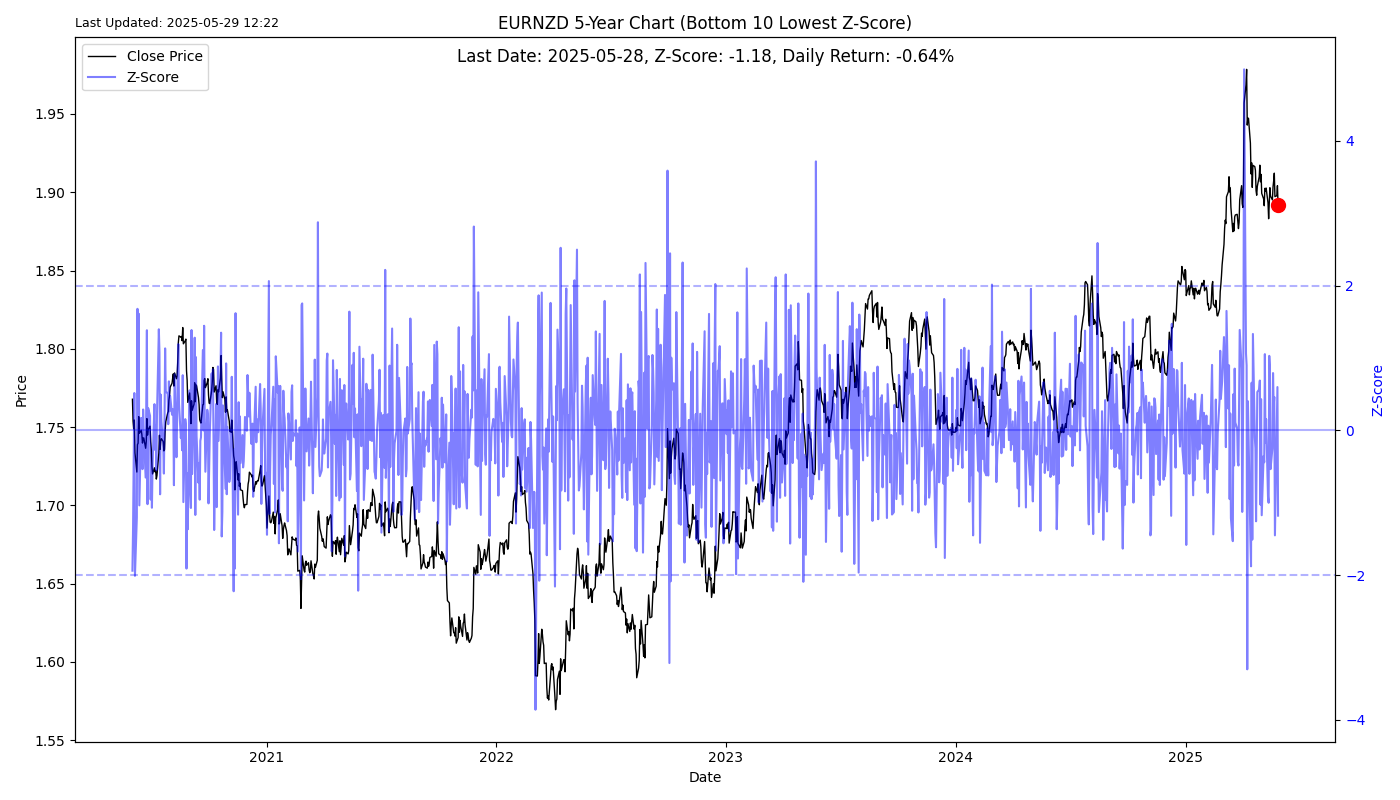 Last Updated: 2025-05-29 12:22
EURNZD 5-Year Chart (Bottom 10 Lowest Z-Score)
Last Date: 2025-05-28, Z-Score: -1.18, Daily Return: -0.64%
Close Price
Z-Score
1.95
1.90
1.85
1.80
1.75
1.70
1.65
1.60
1.55
Price
4
2
0
−2
−4
Z-Score
2021
2022
2023
2024
2025
Date